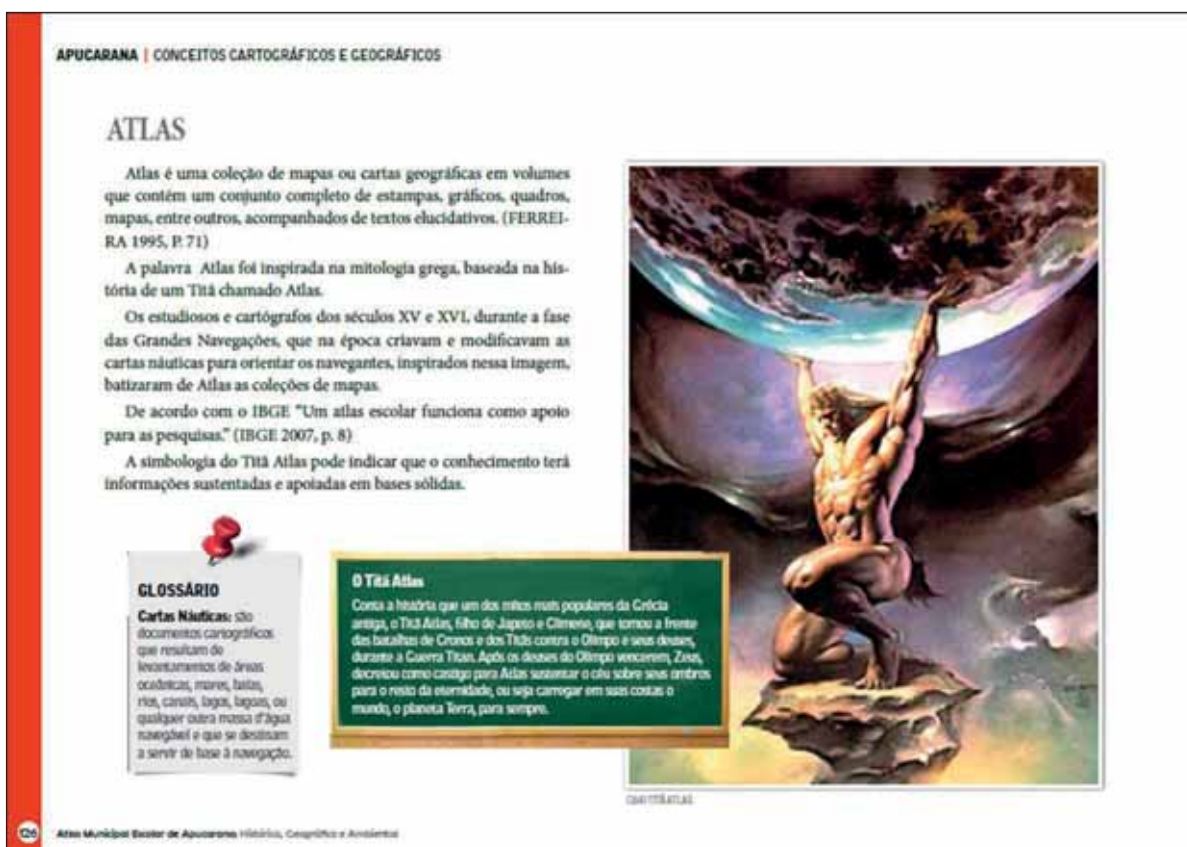 APUCARANA | CONCEITOS CARTOGRÁFICOS E GEOGRÁFICOS
ATLAS
Atlas é uma coleção de mapas ou cartas geográficas em volumes
que contém um conjunto completo de estampas, gráficos, quadros,
mapas, entre outros, acompanhados de textos elucidativos. (FERREI-
RA 1995, P. 71)
A palavra Atlas foi inspirada na mitologia grega, baseada na his-
tória de um Titã chamado Atlas.
Os estudiosos e cartógrafos dos séculos XV e XVI, durante a fase
das Grandes Navegações, que na época criavam e modificavam as
cartas náuticas para orientar os navegantes, inspirados nessa imagem,
batizaram de Atlas as coleções de mapas.
De acordo com o IBGE "Um atlas escolar funciona como apoio
para as pesquisas." (IBGE 2007, p. 8)
A simbologia do Titã Atlas pode indicar que o conhecimento terá
informações sustentadas e apoiadas em bases sólidas.
GLOSSÁRIO
Cartas Náuticas: são
documentos cartográficos
que resultam de
levantamentos de áreas
oceânicas, mares, baías,
rios, canais, lagos, lagoas, ou
qualquer outra massa d'água
navegável e que se destinam
a servir de base à navegação.
O Titã Atlas
Conta a história que um dos mitos mais populares da Grécia
antiga, o Titã Atlas, filho de Japeto e Climene, que tomou a frente
das batalhas de Cronos e dos Titãs contra o Olimpo e seus deuses,
durante a Guerra Titan. Após os deuses do Olimpo vencerem, Zeus,
decretou como castigo para Atlas sustentar o céu sobre seus ombros
para o resto da eternidade, ou seja carregar em suas costas o
mundo, o planeta Terra, para sempre.
126
Atlas Municipal Escolar de Apucarana: Histórico, Geográfico e Ambiental